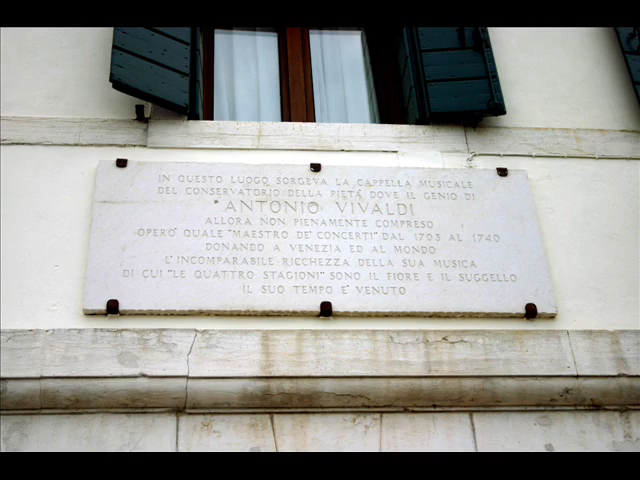 IN QUESTO LUOGO SORGEVA LA CAPPELLA MUSICALE
DEL CONSERVATORIO DELLA PIETÀ DOVE IL GENIO DI
ANTONIO VIVALDI
ALLORA NON PIENAMENTE COMPRESO
OPERO' QUALE "MAESTRO DE' CONCERTI" DAL 1703 AL 1740
DONANDO A VENEZIA ED AL MONDO
L'INCOMPARABILE RICCHEZZA DELLA SUA MUSICA
DI CUI "LE QUATTRO STAGIONI" SONO IL FIORE E IL SUGGELLO
IL SUO TEMPO E' VENUTO